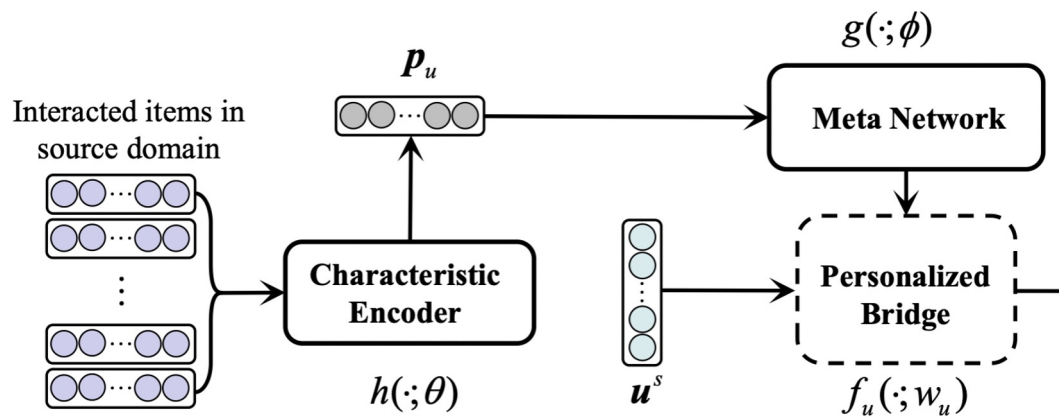 g(·;ϕ)
p_u
Interacted items in
source domain
···
Meta Network
···
···
⋮
Characteristic
Encoder
⋮
Personalized
Bridge
···
···
h(·;θ)
u^s
f_u(·;w_u)